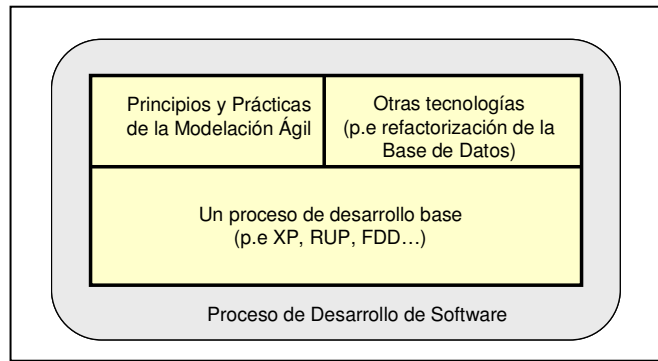 Principios y Prácticas
de la Modelación Ágil
Otras tecnologías
(p.e refactorización de la
Base de Datos)
Un proceso de desarrollo base
(p.e XP, RUP, FDD…)
Proceso de Desarrollo de Software